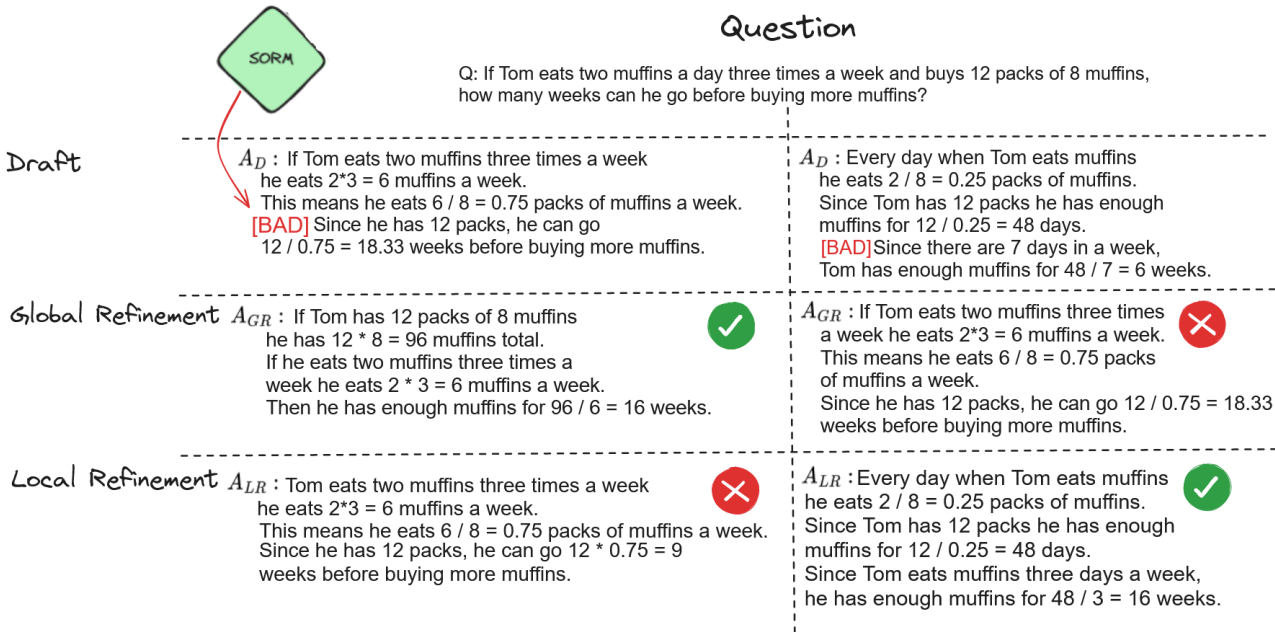 Question
SORM
Q: If Tom eats two muffins a day three times a week and buys 12 packs of 8 muffins,
how many weeks can he go before buying more muffins?
Draft
A_D : If Tom eats two muffins three times a week
he eats 2*3 = 6 muffins a week.
This means he eats 6 / 8 = 0.75 packs of muffins a week.
[BAD] Since he has 12 packs, he can go
12 / 0.75 = 18.33 weeks before buying more muffins.
A_D : Every day when Tom eats muffins
he eats 2 / 8 = 0.25 packs of muffins.
Since Tom has 12 packs he has enough
muffins for 12 / 0.25 = 48 days.
[BAD] Since there are 7 days in a week,
Tom has enough muffins for 48 / 7 = 6 weeks.
Global Refinement
A_GR : If Tom has 12 packs of 8 muffins
he has 12 * 8 = 96 muffins total.
If he eats two muffins three times a
week he eats 2 * 3 = 6 muffins a week.
Then he has enough muffins for 96 / 6 = 16 weeks.
A_GR : If Tom eats two muffins three times
a week he eats 2*3 = 6 muffins a week.
This means he eats 6 / 8 = 0.75 packs
of muffins a week.
Since he has 12 packs, he can go 12 / 0.75 = 18.33
weeks before buying more muffins.
Local Refinement
A_LR : Tom eats two muffins three times a week
he eats 2*3 = 6 muffins a week.
This means he eats 6 / 8 = 0.75 packs of muffins a week.
Since he has 12 packs, he can go 12 * 0.75 = 9
weeks before buying more muffins.
A_LR : Every day when Tom eats muffins
he eats 2 / 8 = 0.25 packs of muffins.
Since Tom has 12 packs he has enough
muffins for 12 / 0.25 = 48 days.
Since Tom eats muffins three days a week,
he has enough muffins for 48 / 3 = 16 weeks.